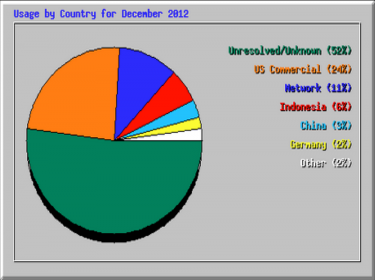 Usage by Country for December 2012
Unresolved/Unknown (52%)
US Commercial (24%)
Network (11%)
Indonesia (6%)
China (3%)
Germany (2%)
Other (2%)